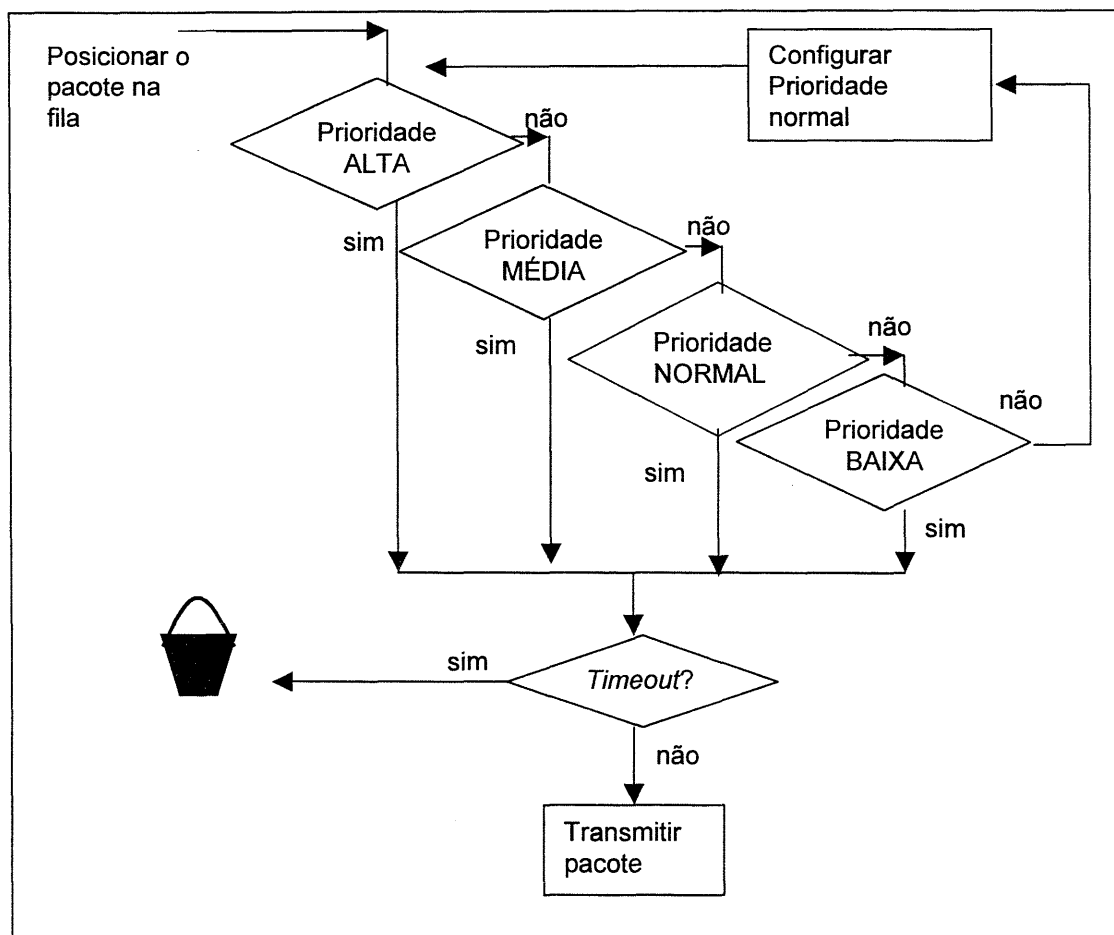 Posicionar o
pacote na
fila
Configurar
Prioridade
normal
Prioridade
ALTA
não
sim
Prioridade
MÉDIA
não
sim
Prioridade
NORMAL
não
sim
Prioridade
BAIXA
não
sim
Timeout?
sim
não
Transmitir
pacote